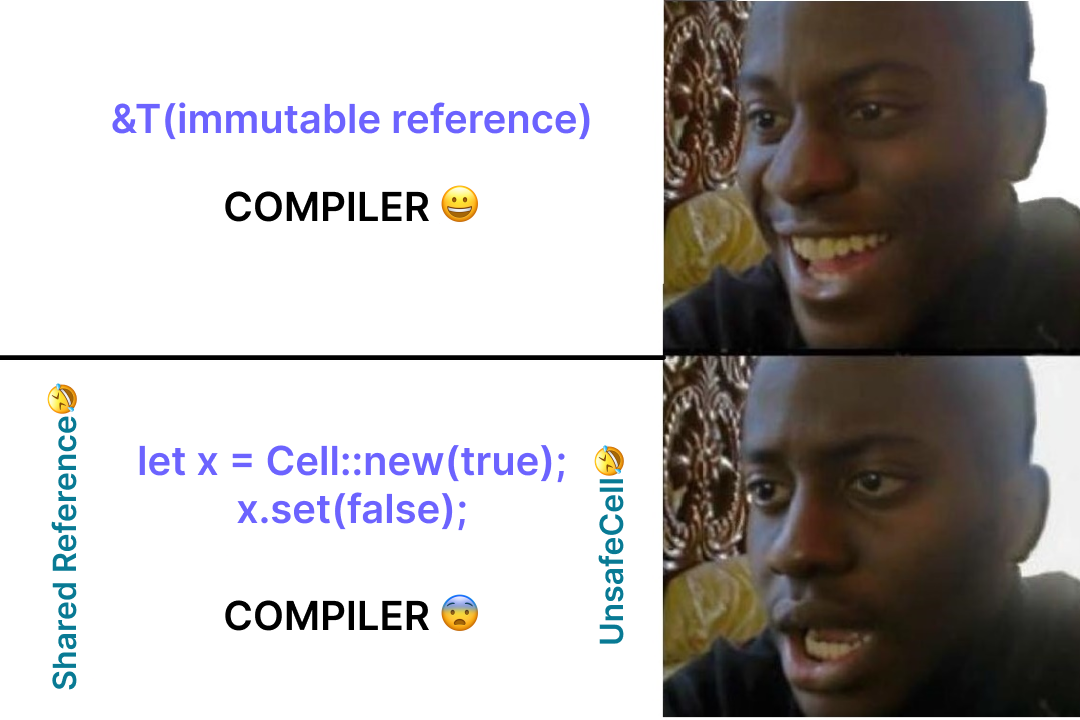 &T(immutable reference)
COMPILER 😀
Shared Reference🤣
let x = Cell::new(true);
x.set(false);
UnsafeCell🤣
COMPILER 😨